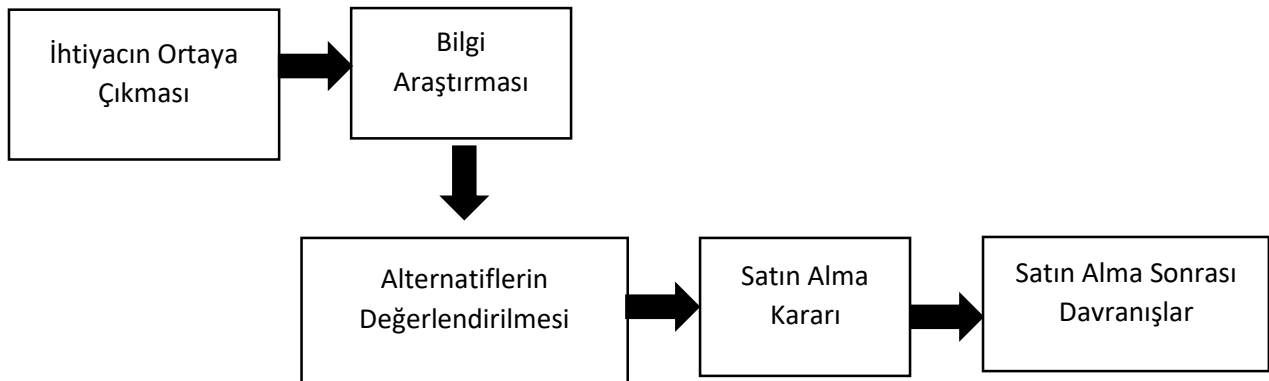 İhtiyacın Ortaya
Çıkması
Bilgi
Araştırması
Alternatiflerin
Değerlendirilmesi
Satın Alma
Kararı
Satın Alma Sonrası
Davranışlar